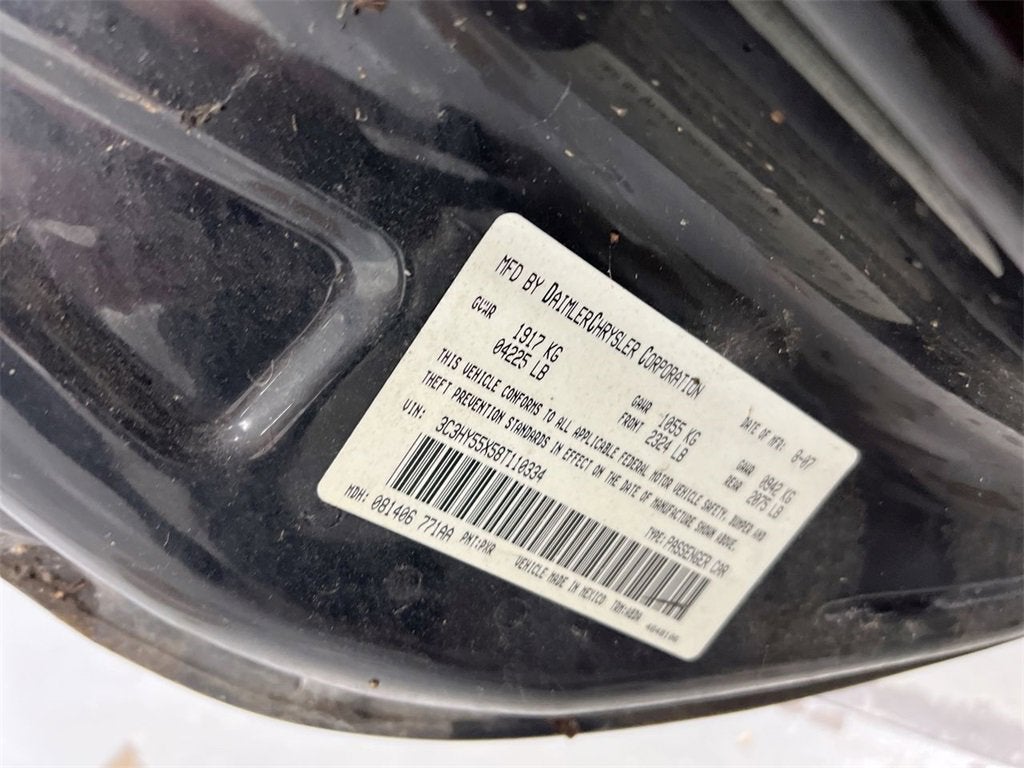 MFD BY DAIMLERCHRYSLER CORPORATION
DATE OF MFR: 8-07
GVWR
1917 KG
04225 LB
GAWR FRONT
1055 KG
2324 LB
GAWR REAR
0942 KG
2075 LB
THIS VEHICLE CONFORMS TO ALL APPLICABLE FEDERAL MOTOR VEHICLE SAFETY, BUMPER AND
THEFT PREVENTION STANDARDS IN EFFECT ON THE DATE OF MANUFACTURE SHOWN ABOVE.
VIN: 3C3HY55X58T110334
TYPE: PASSENGER CAR
MDH: 081406 771AA PNT:PXR
VEHICLE MADE IN MEXICO